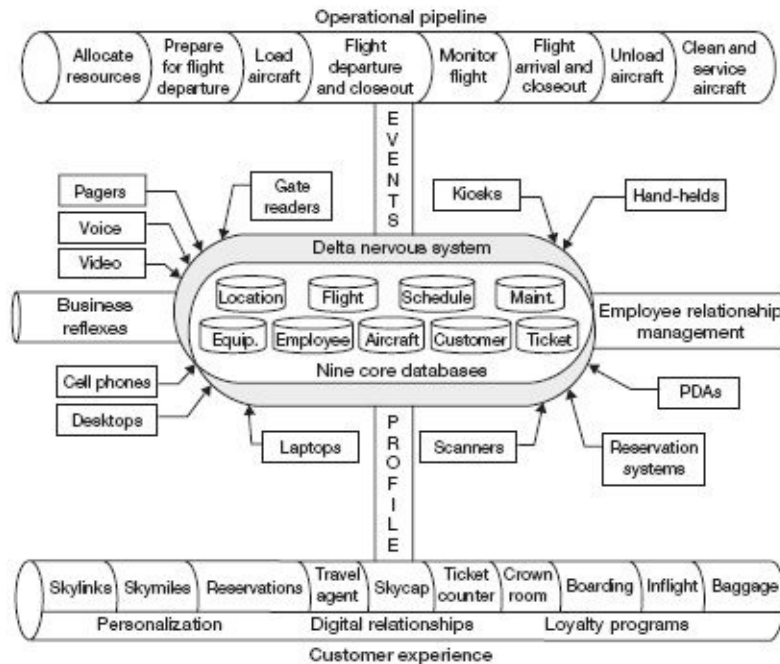 Operational pipeline
Allocate
resources
Prepare
for flight
departure
Load
aircraft
Flight
departure
and closeout
Monitor
flight
Flight
arrival and
closeout
Unload
aircraft
Clean and
service
aircraft
EVENTS
Pagers
Voice
Video
Gate
readers
Kiosks
Hand-helds
Delta nervous system
Location
Flight
Schedule
Maint.
Equip.
Employee
Aircraft
Customer
Ticket
Nine core databases
Business
reflexes
Employee relationship
management
Cell phones
Desktops
Laptops
Scanners
PDAs
Reservation
systems
PROFILE
Skylinks
Skymiles
Reservations
Travel
agent
Skycap
Ticket
counter
Crown
room
Boarding
Inflight
Baggage
Personalization
Digital relationships
Loyalty programs
Customer experience